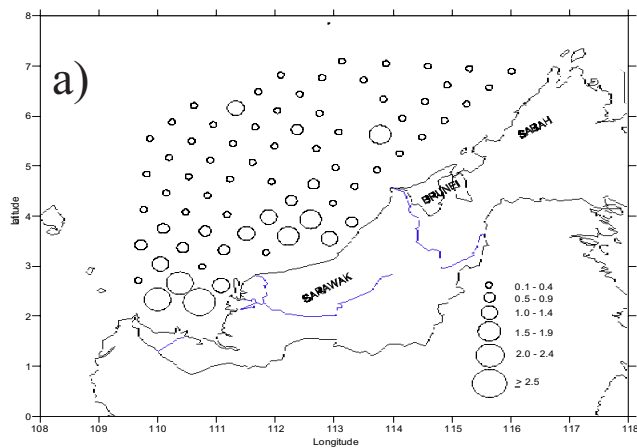 a)
8
7
6
5
4
3
2
1
0
latitude
SABAH
BRUNEI
SARAWAK
0.1 - 0.4
0.5 - 0.9
1.0 - 1.4
1.5 - 1.9
2.0 - 2.4
≥ 2.5
108 109 110 111 112 113 114 115 116 117 118
Longitude